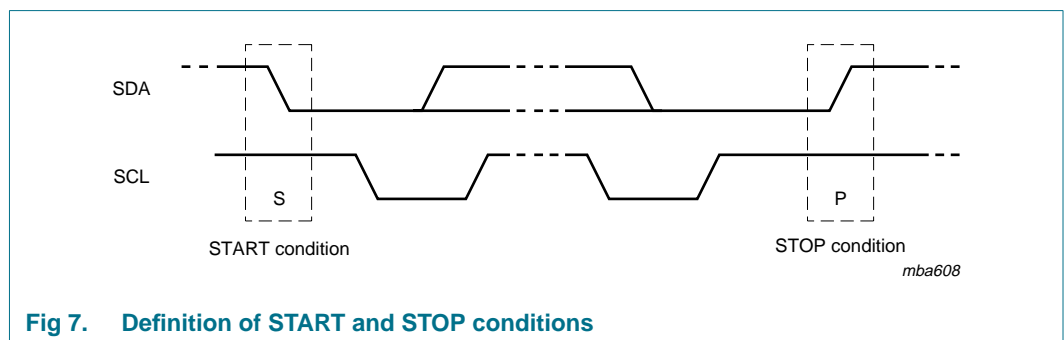 SDA
SCL
S
P
START condition
STOP condition
mba608
Fig 7. Definition of START and STOP conditions